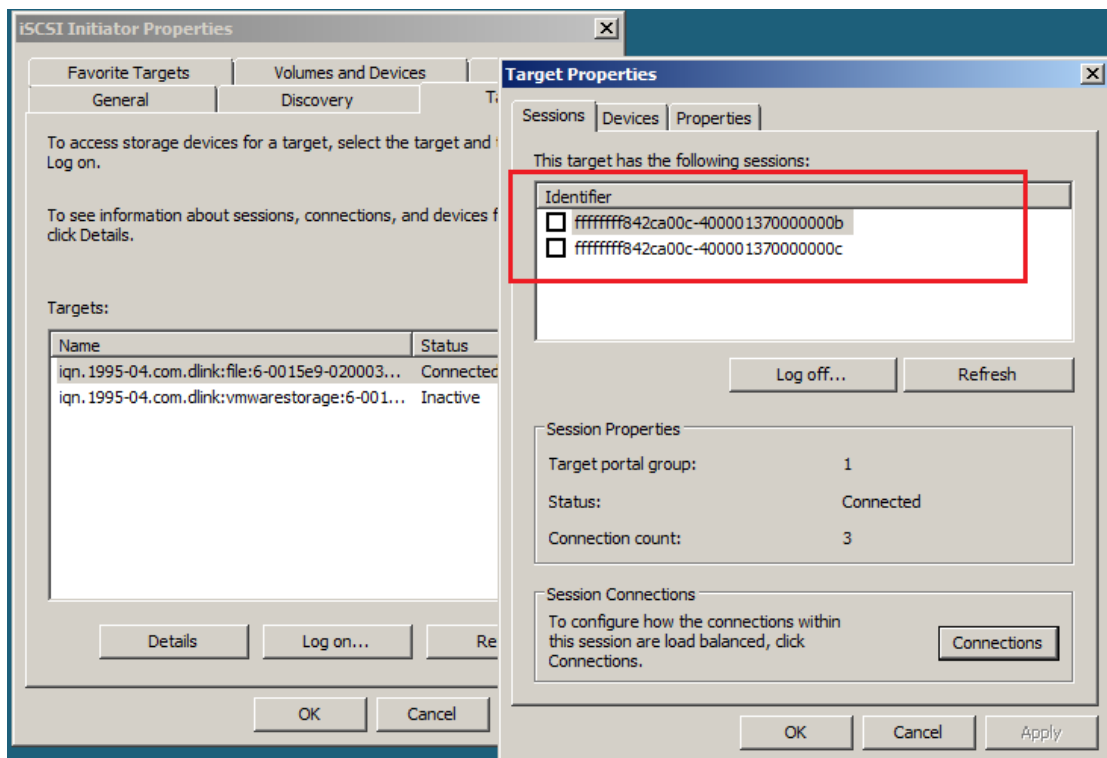 iSCSI Initiator Properties
Favorite Targets
Volumes and Devices
General
Discovery
To access storage devices for a target, select the target and
Log on.
To see information about sessions, connections, and devices
click Details.
Targets:
Name
Status
iqn.1995-04.com.dlink:file:6-0015e9-020003...
Connected
iqn.1995-04.com.dlink:vmwarestorage:6-001...
Inactive
Details
Log on...
Re
OK
Cancel
Target Properties
Sessions
Devices
Properties
This target has the following sessions:
Identifier
ffffffff842ca00c-400001370000000b
ffffffff842ca00c-400001370000000c
Log off...
Refresh
Session Properties
Target portal group:
1
Status:
Connected
Connection count:
3
Session Connections
To configure how the connections within
this session are load balanced, click
Connections.
Connections
OK
Cancel
Apply